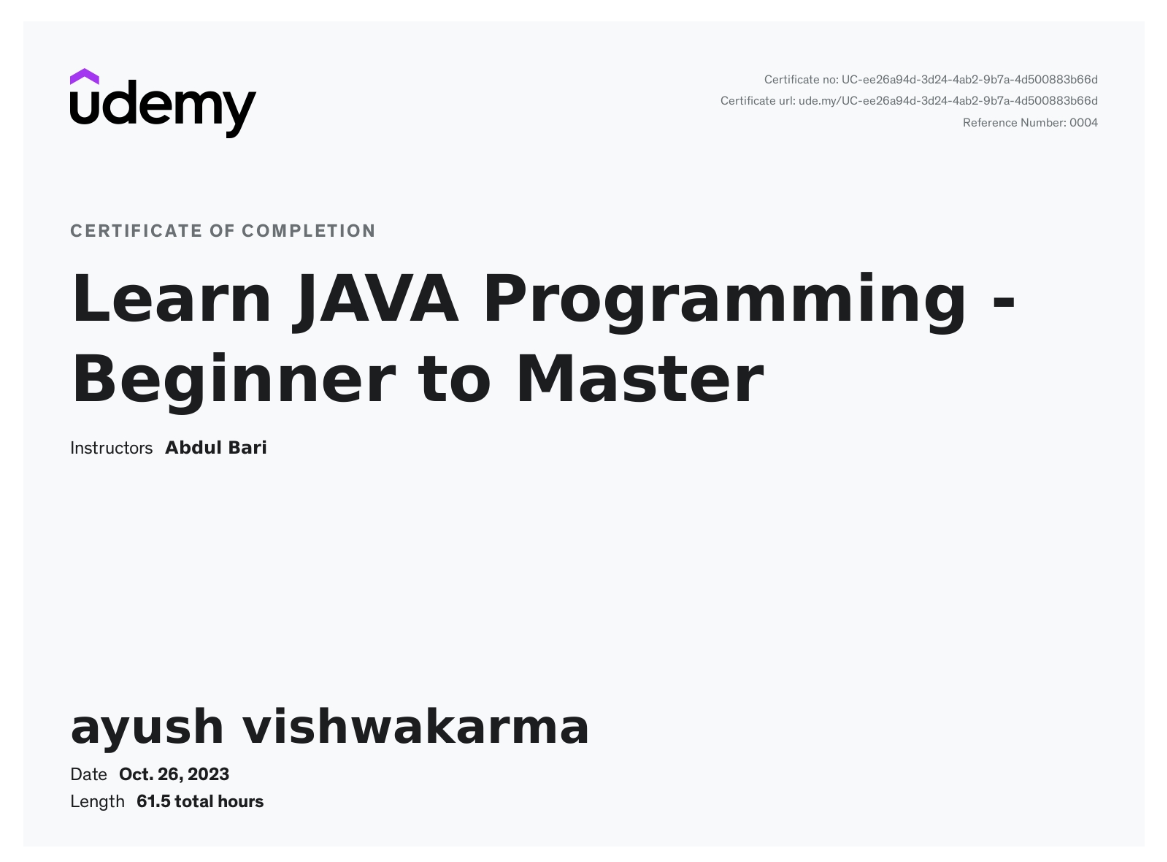 udemy
Certificate no: UC-ee26a94d-3d24-4ab2-9b7a-4d500883b66d
Certificate url: ude.my/UC-ee26a94d-3d24-4ab2-9b7a-4d500883b66d
Reference Number: 0004
CERTIFICATE OF COMPLETION
Learn JAVA Programming -
Beginner to Master
Instructors Abdul Bari
ayush vishwakarma
Date Oct. 26, 2023
Length 61.5 total hours